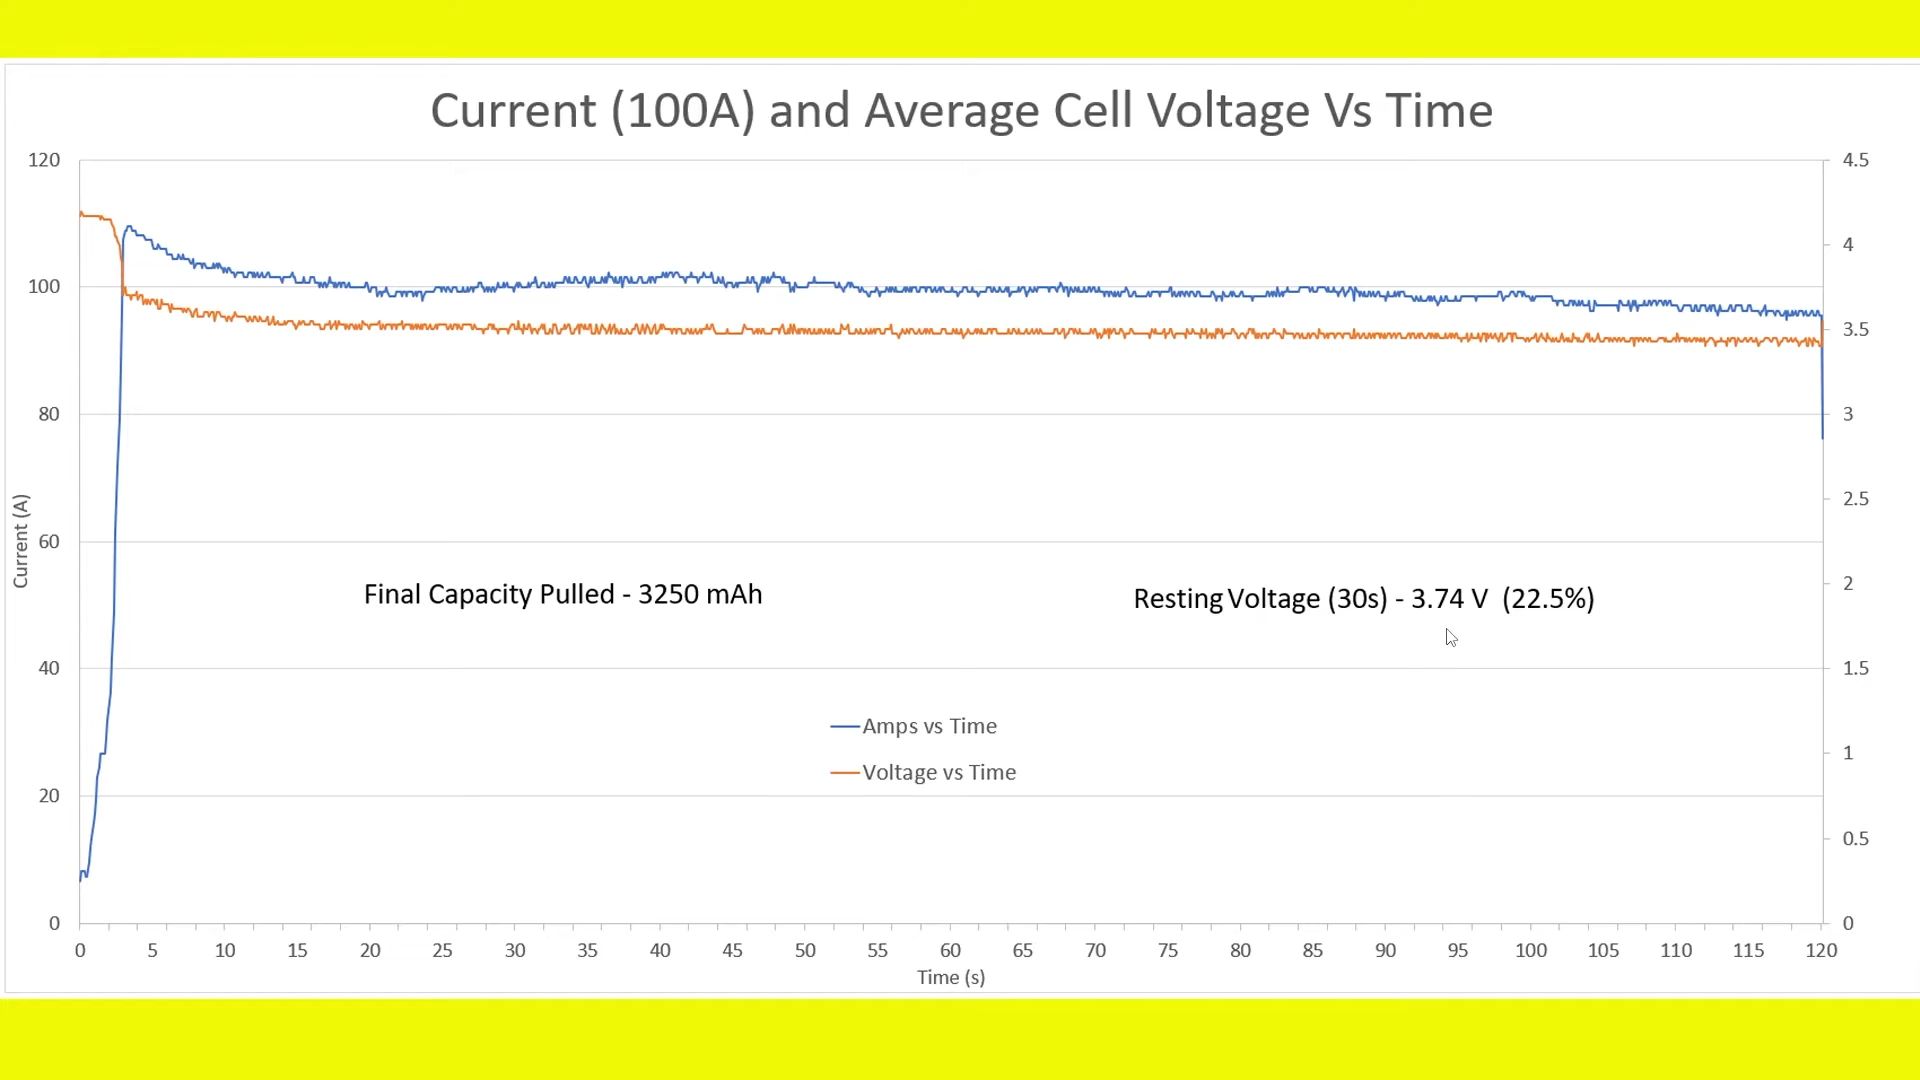 Current (100A) and Average Cell Voltage Vs Time
120
100
80
60
40
20
0
Current (A)
4.5
4
3.5
3
2.5
2
1.5
1
0.5
0
Final Capacity Pulled - 3250 mAh
Resting Voltage (30s) - 3.74 V (22.5%)
Amps vs Time
Voltage vs Time
0 5 10 15 20 25 30 35 40 45 50 55 60 65 70 75 80 85 90 95 100 105 110 115 120
Time (s)